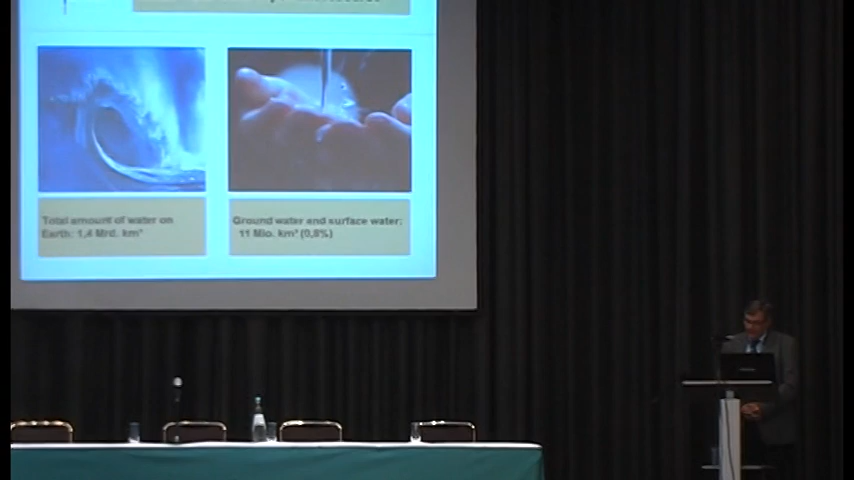 Total amount of water on
Earth: 1,4 Mrd. km³
Ground water and surface water:
11 Mio. km³ (0,8%)